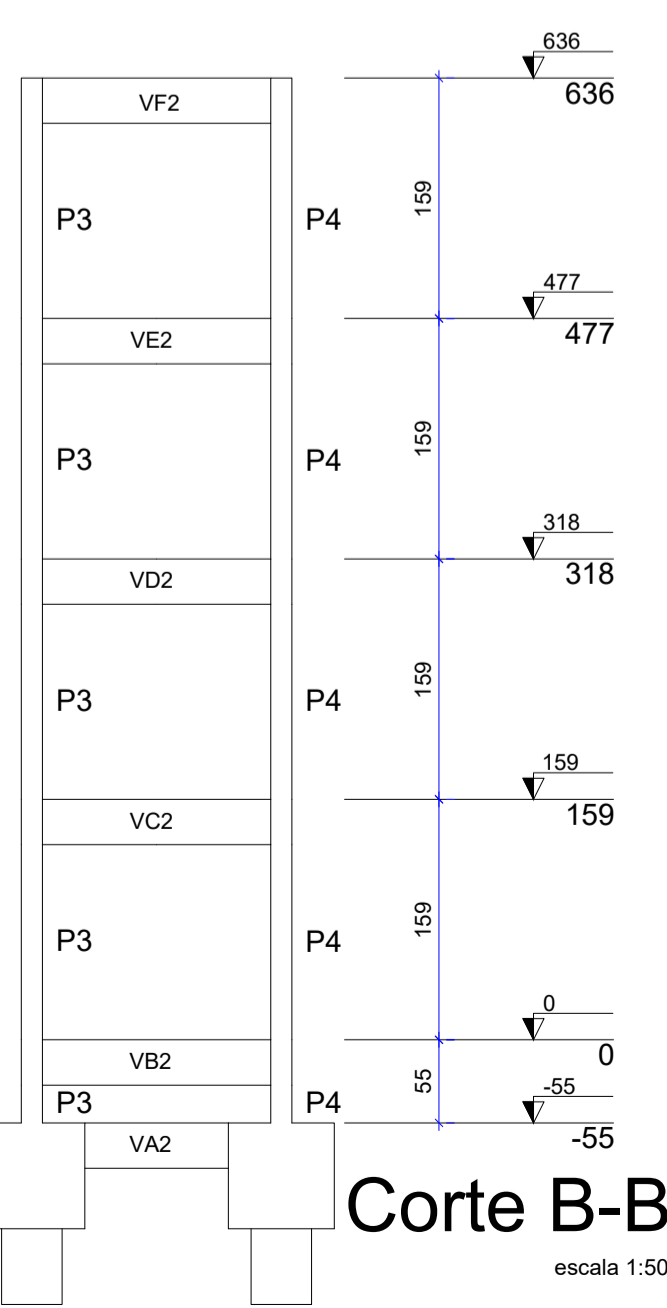 636
636
VF2
P3
P4
159
477
477
VE2
P3
P4
159
318
318
VD2
P3
P4
159
159
159
VC2
P3
P4
159
0
0
VB2
55
-55
P3
P4
-55
VA2
Corte B-B
escala 1:50